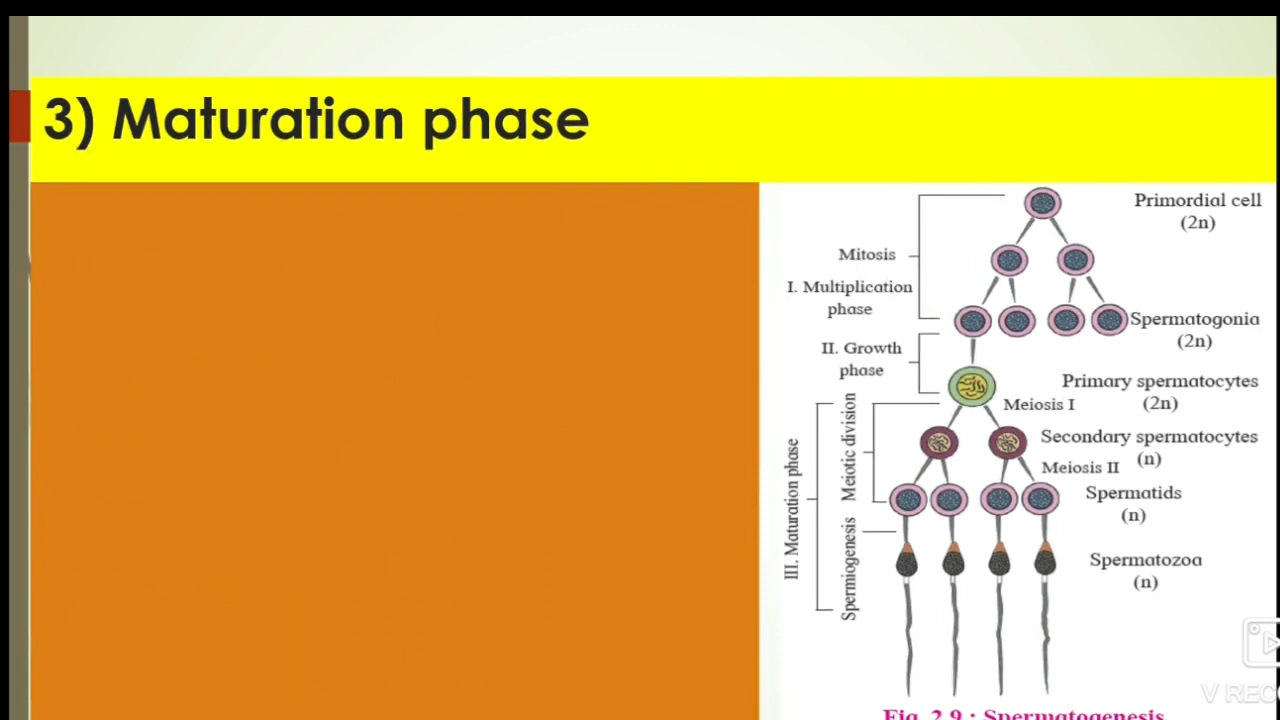 3) Maturation phase
Primordial cell
(2n)
Mitosis
I. Multiplication
phase
Spermatogonia
(2n)
II. Growth
phase
Primary spermatocytes
(2n)
Meiosis I
Secondary spermatocytes
(n)
Meiosis II
Spermatids
(n)
Spermatozoa
(n)
III. Maturation phase
Meiotic division
Spermiogenesis
Fig. 2.9 : Spermatogenesis
V REC